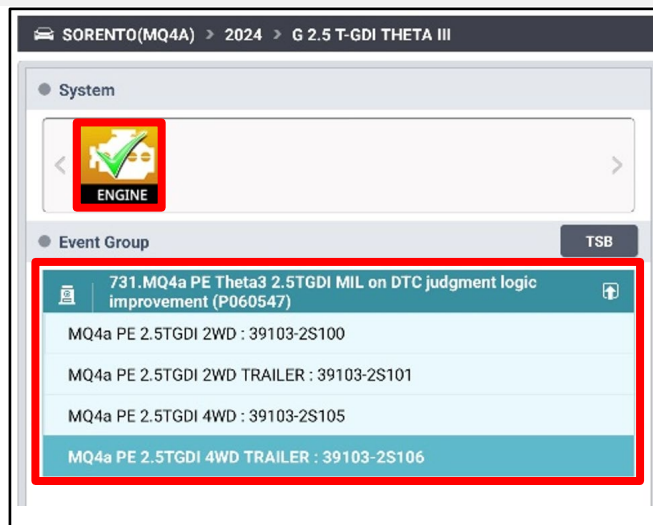 SORENTO(MQ4A) > 2024 > G 2.5 T-GDI THETA III
System
ENGINE
Event Group
TSB
731.MQ4a PE Theta3 2.5TGDI MIL on DTC judgment logic
improvement (P060547)
MQ4a PE 2.5TGDI 2WD : 39103-2S100
MQ4a PE 2.5TGDI 2WD TRAILER : 39103-2S101
MQ4a PE 2.5TGDI 4WD : 39103-2S105
MQ4a PE 2.5TGDI 4WD TRAILER : 39103-2S106